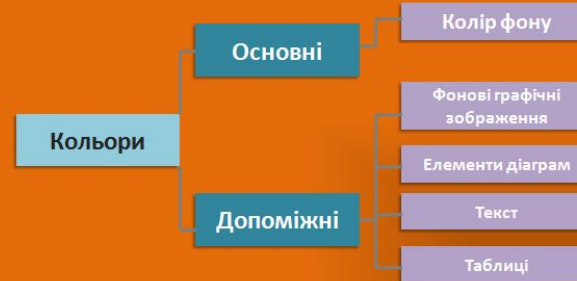 Кольори
Основні
Колір фону
Допоміжні
Фонові графічні
зображення
Елементи діаграм
Текст
Таблиці